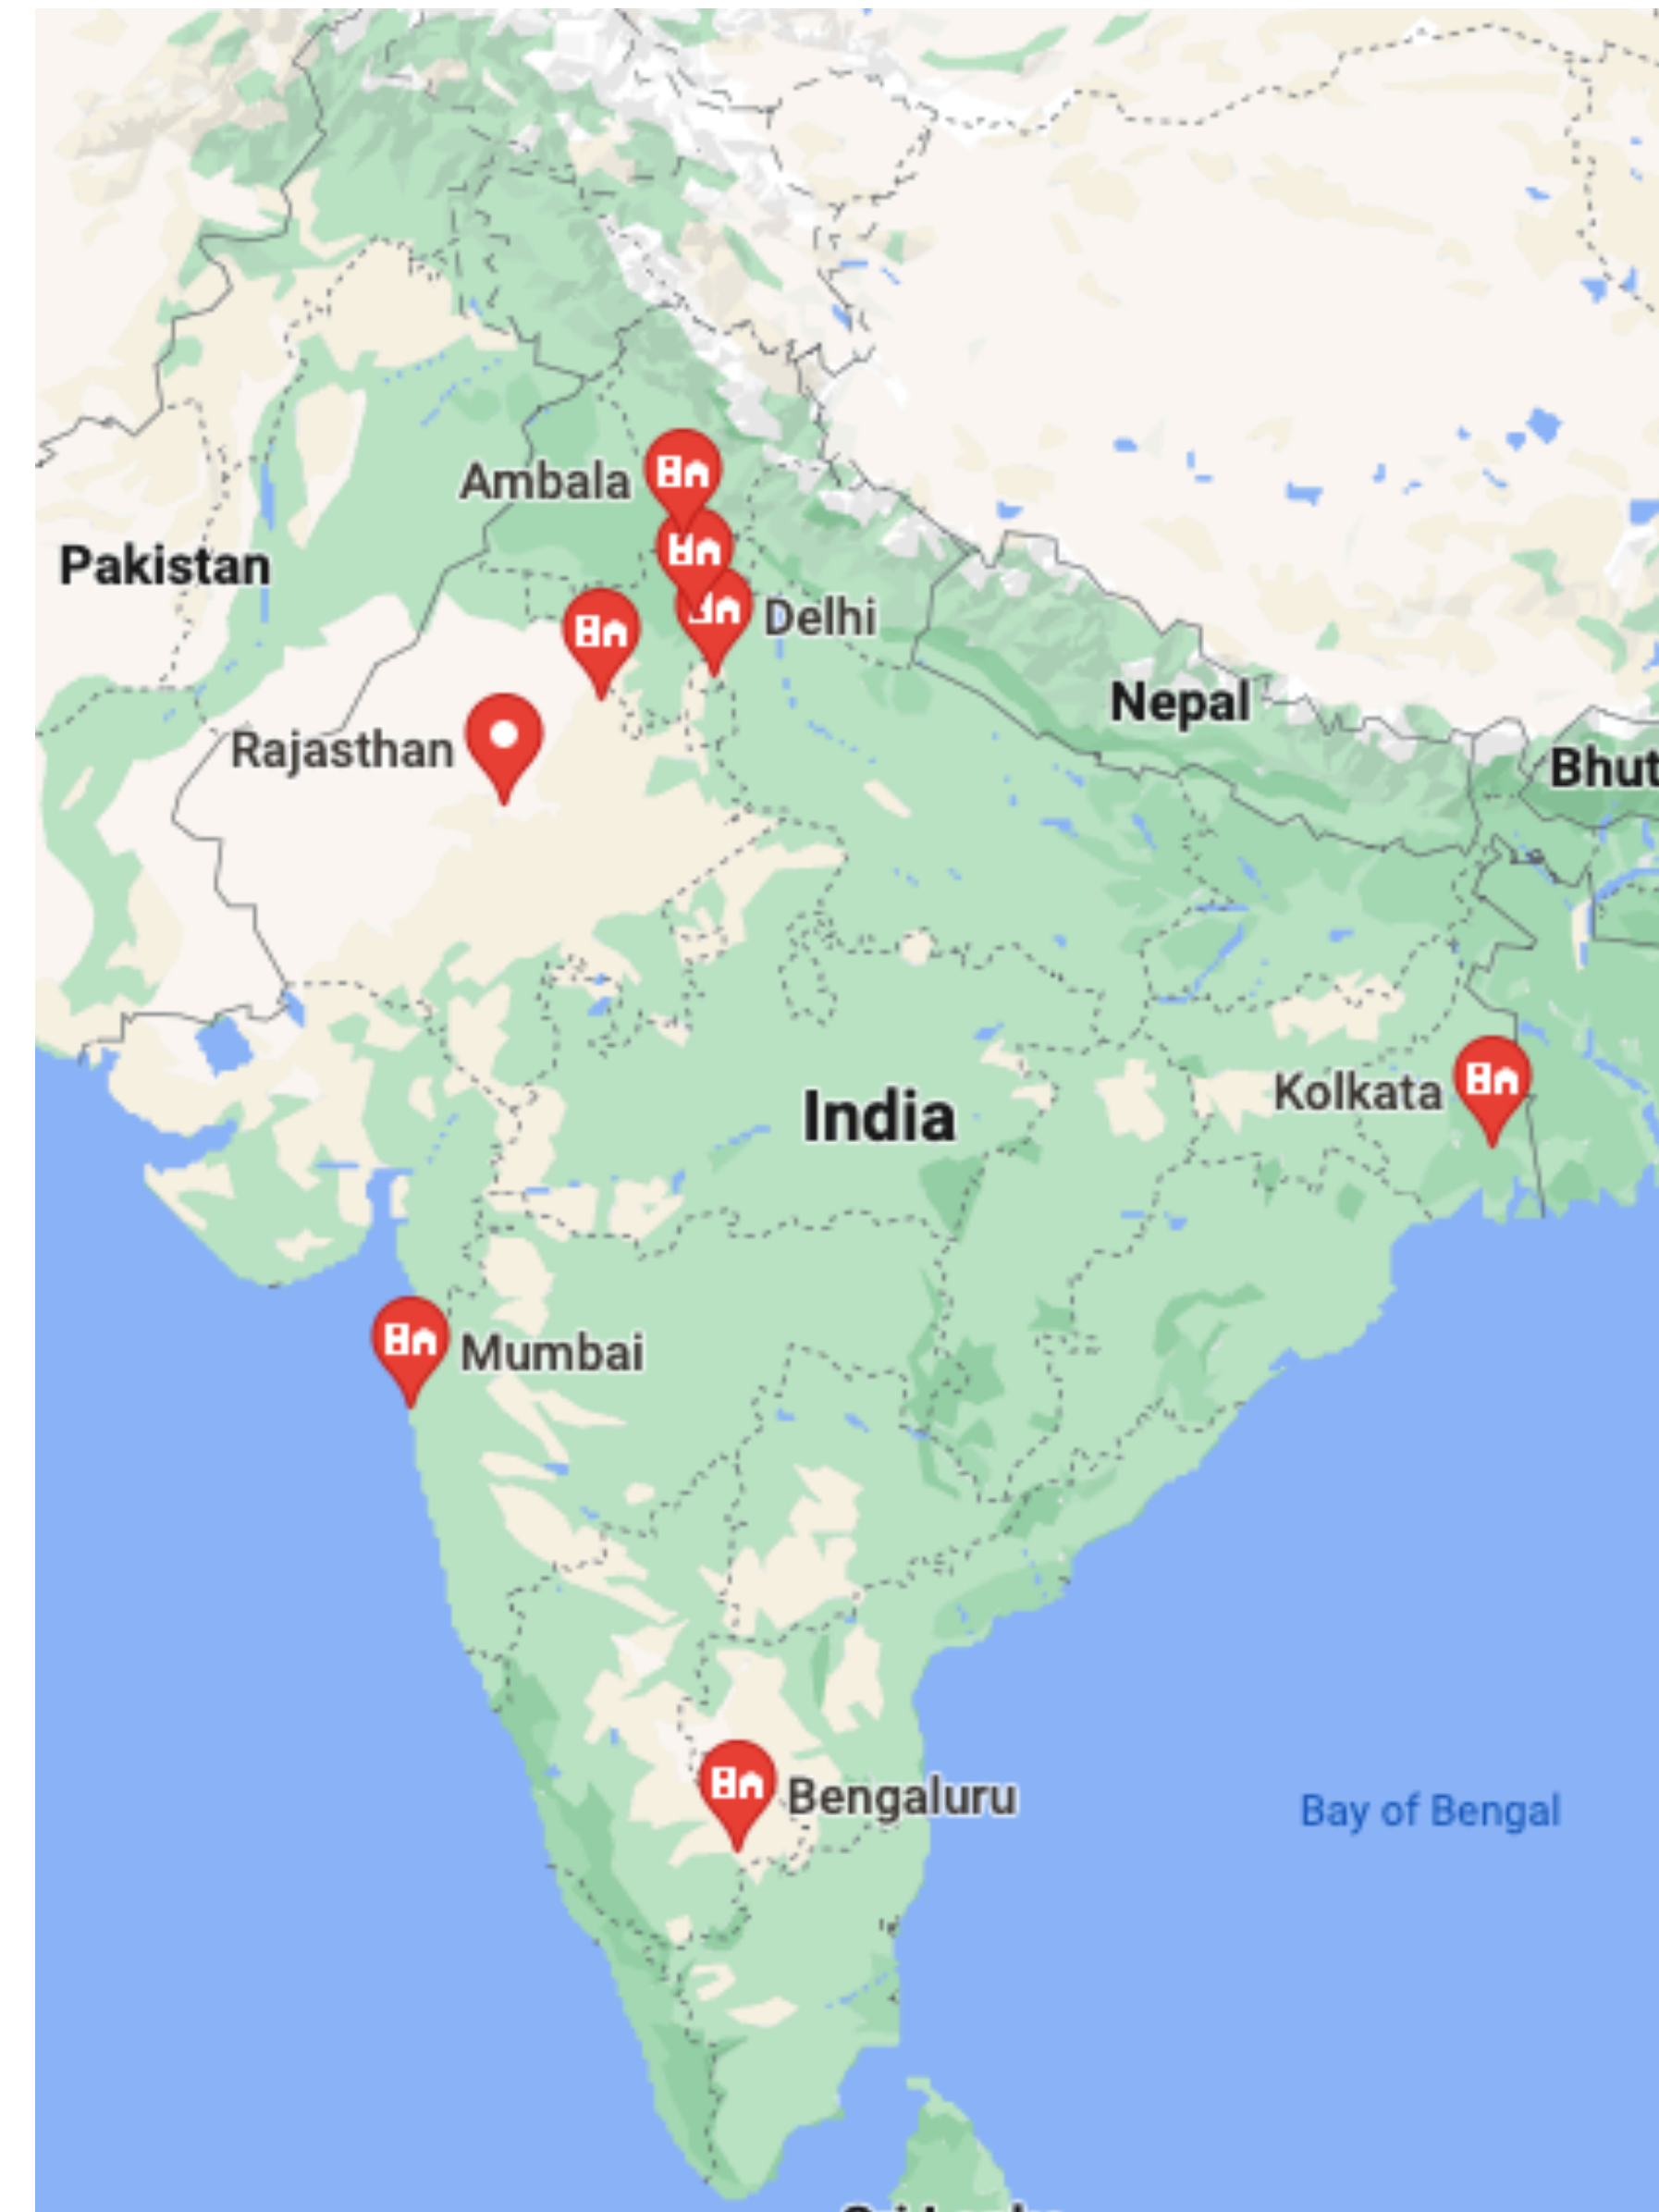 Ambala
Pakistan
Delhi
Nepal
Rajasthan
Bhut
India
Kolkata
Mumbai
Bengaluru
Bay of Bengal